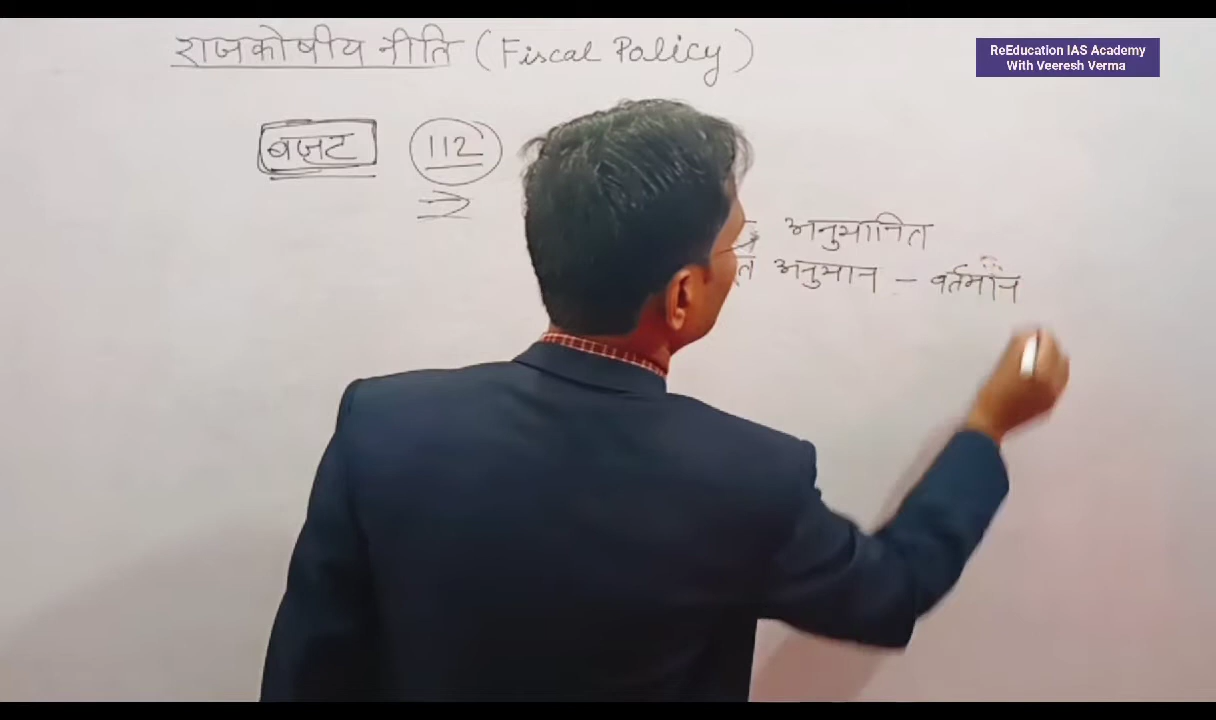 राजकोषीय नीति (Fiscal Policy)
ReEducation IAS Academy
With Veeresh Verma
बजट 112
अनुमानित
अनुमान - वर्तमान